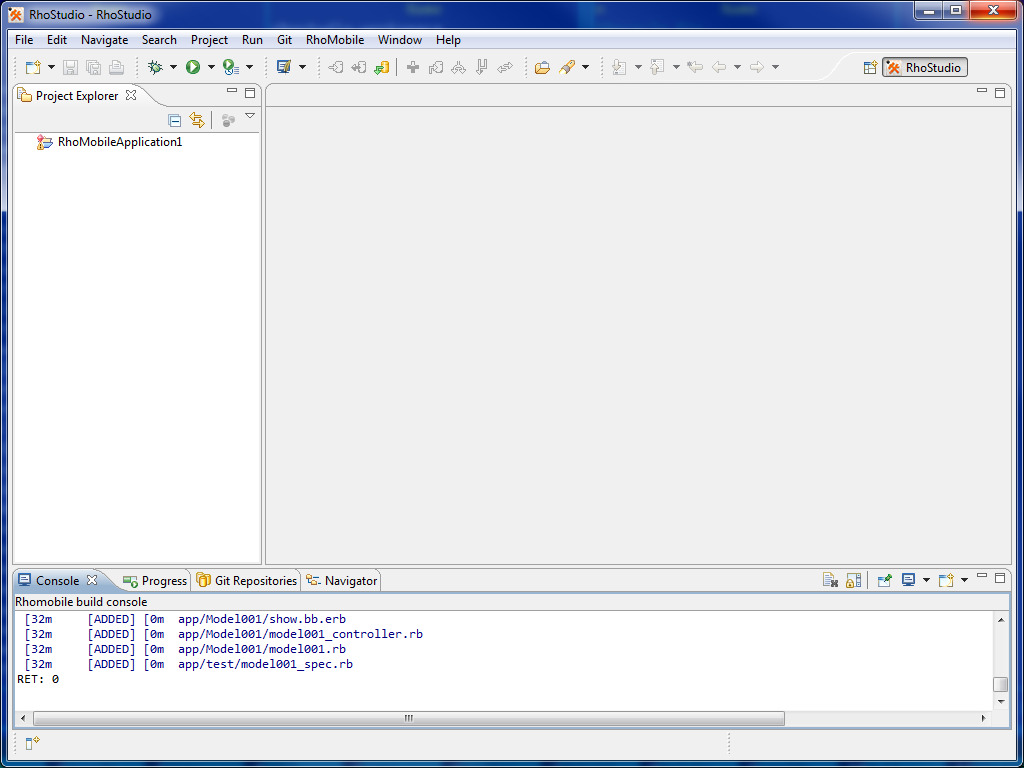 RhoStudio - RhoStudio
File Edit Navigate Search Project Run Git RhoMobile Window Help
RhoStudio
Project Explorer
RhoMobileApplication1
Console Progress Git Repositories Navigator
Rhomobile build console
[32m     [ADDED] [0m  app/Model001/show.bb.erb
[32m     [ADDED] [0m  app/Model001/model001_controller.rb
[32m     [ADDED] [0m  app/Model001/model001.rb
[32m     [ADDED] [0m  app/test/model001_spec.rb
RET: 0